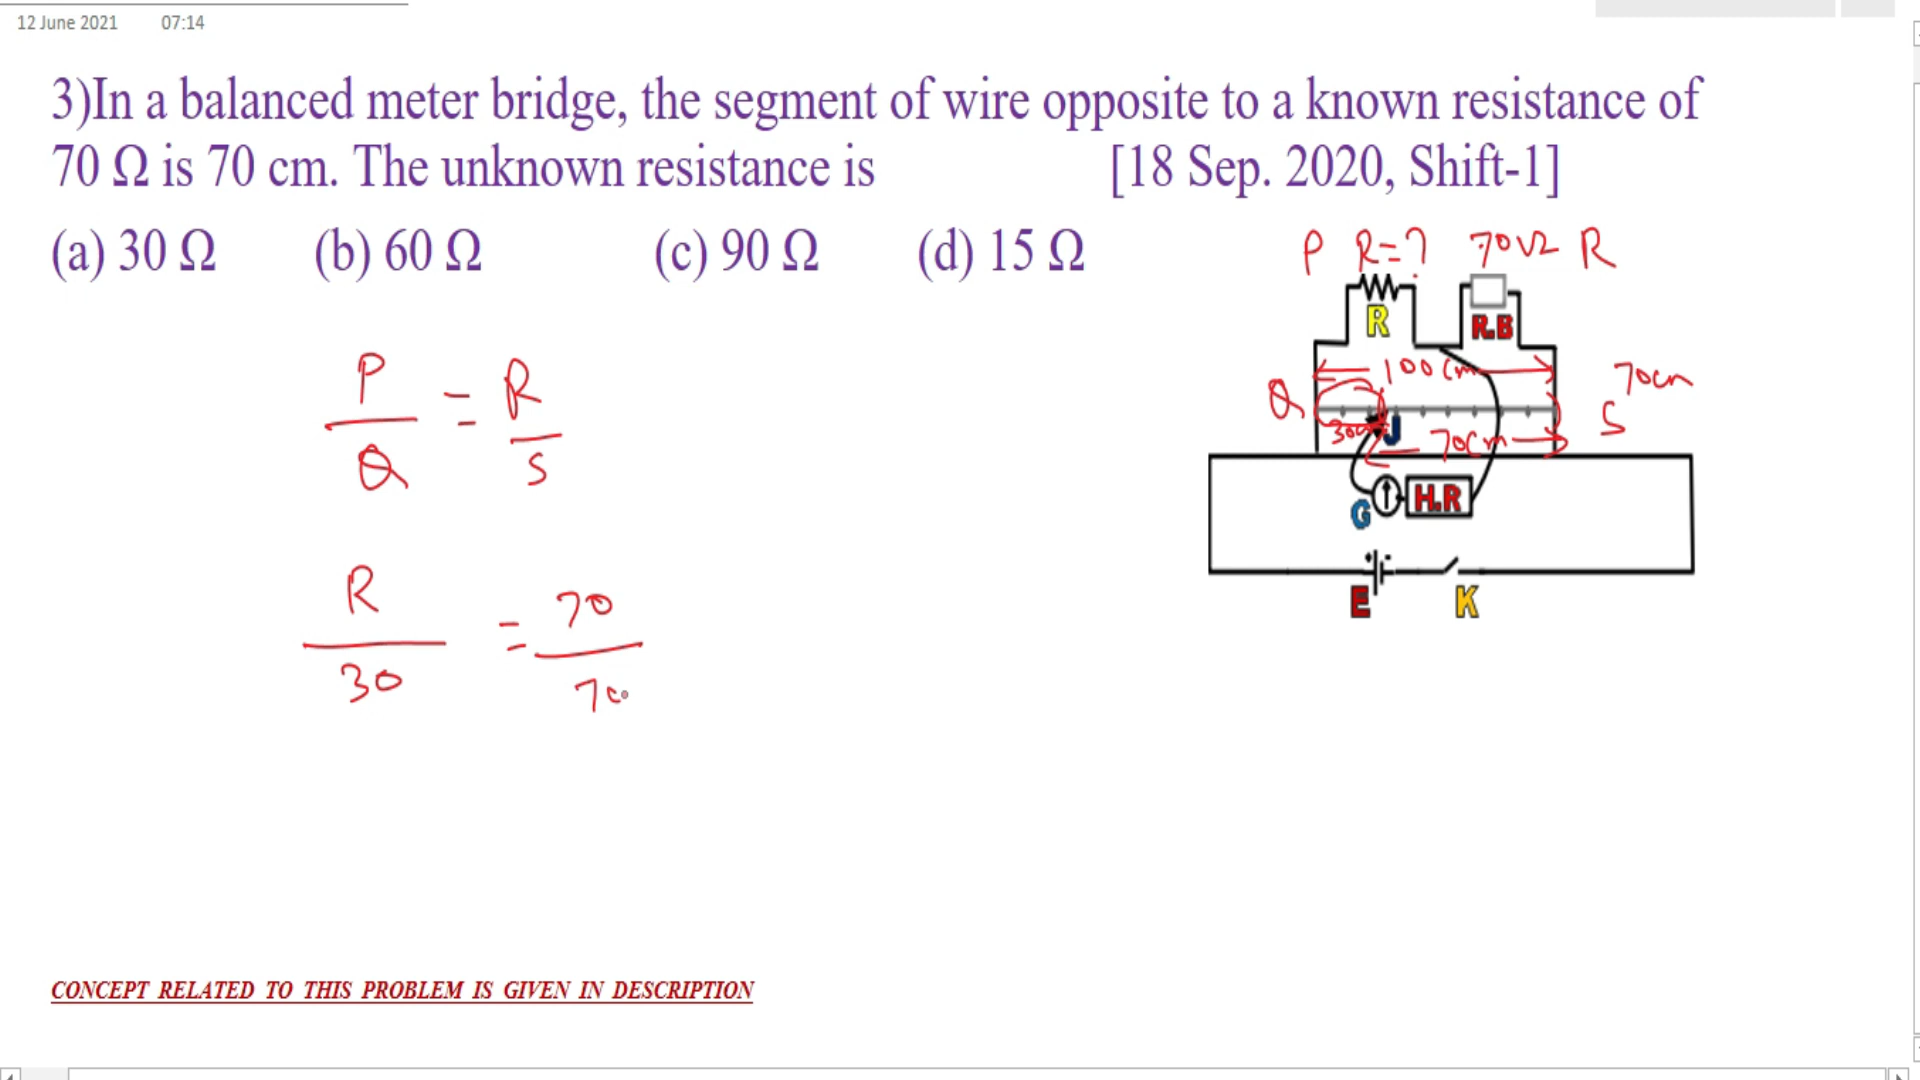 12 June 2021 07:14
3)In a balanced meter bridge, the segment of wire opposite to a known resistance of
70 Ω is 70 cm. The unknown resistance is [18 Sep. 2020, Shift-1]
(a) 30 Ω (b) 60 Ω (c) 90 Ω (d) 15 Ω
P R=? 70Ω R
R R.B
100 cm
70cm
Q S
30cm J 70cm
G H.R
E K
P/Q = R/S
R/30 = 70/70
CONCEPT RELATED TO THIS PROBLEM IS GIVEN IN DESCRIPTION